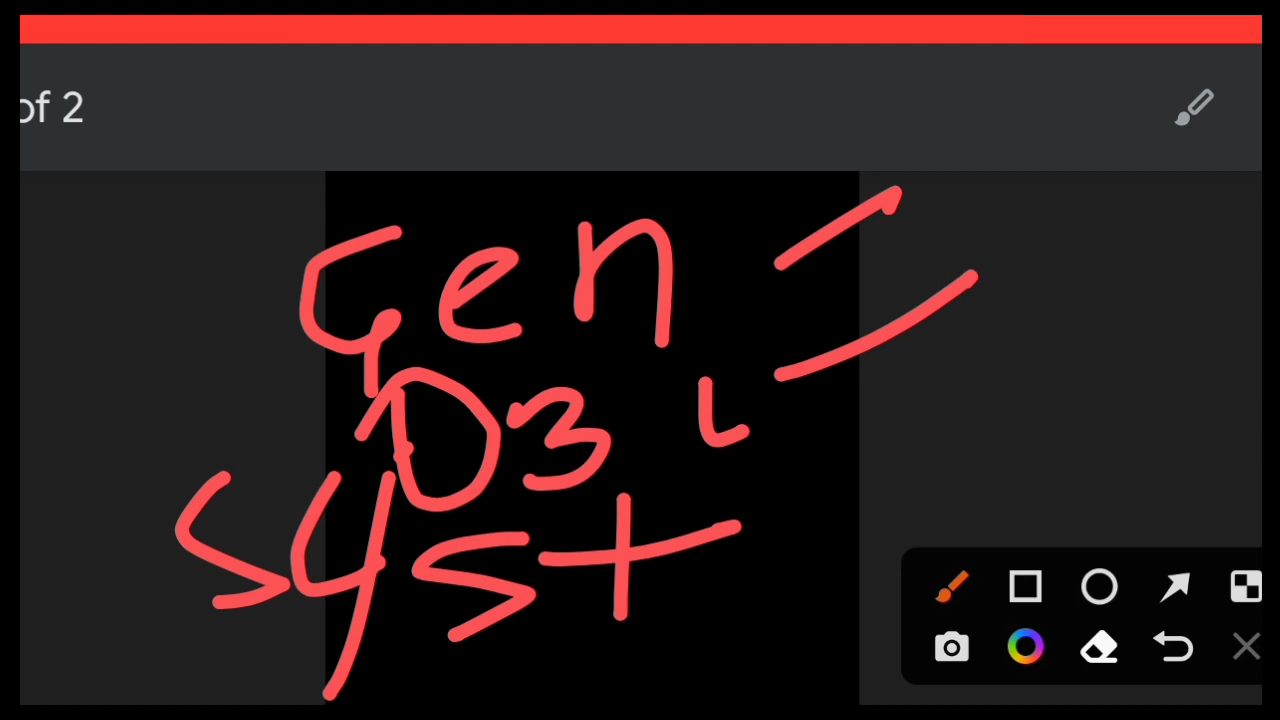 of 2
Gen =
D3 L
syst